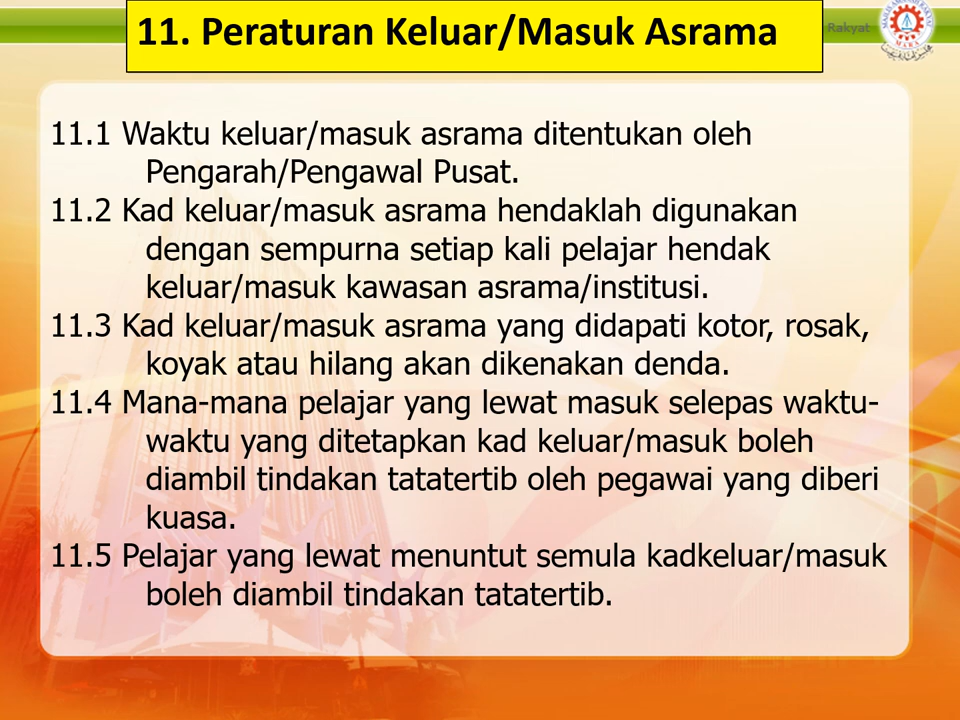 11. Peraturan Keluar/Masuk Asrama
Rakyat
MARA
11.1 Waktu keluar/masuk asrama ditentukan oleh
Pengarah/Pengawal Pusat.
11.2 Kad keluar/masuk asrama hendaklah digunakan
dengan sempurna setiap kali pelajar hendak
keluar/masuk kawasan asrama/institusi.
11.3 Kad keluar/masuk asrama yang didapati kotor, rosak,
koyak atau hilang akan dikenakan denda.
11.4 Mana-mana pelajar yang lewat masuk selepas waktu-
waktu yang ditetapkan kad keluar/masuk boleh
diambil tindakan tatatertib oleh pegawai yang diberi
kuasa.
11.5 Pelajar yang lewat menuntut semula kadkeluar/masuk
boleh diambil tindakan tatatertib.